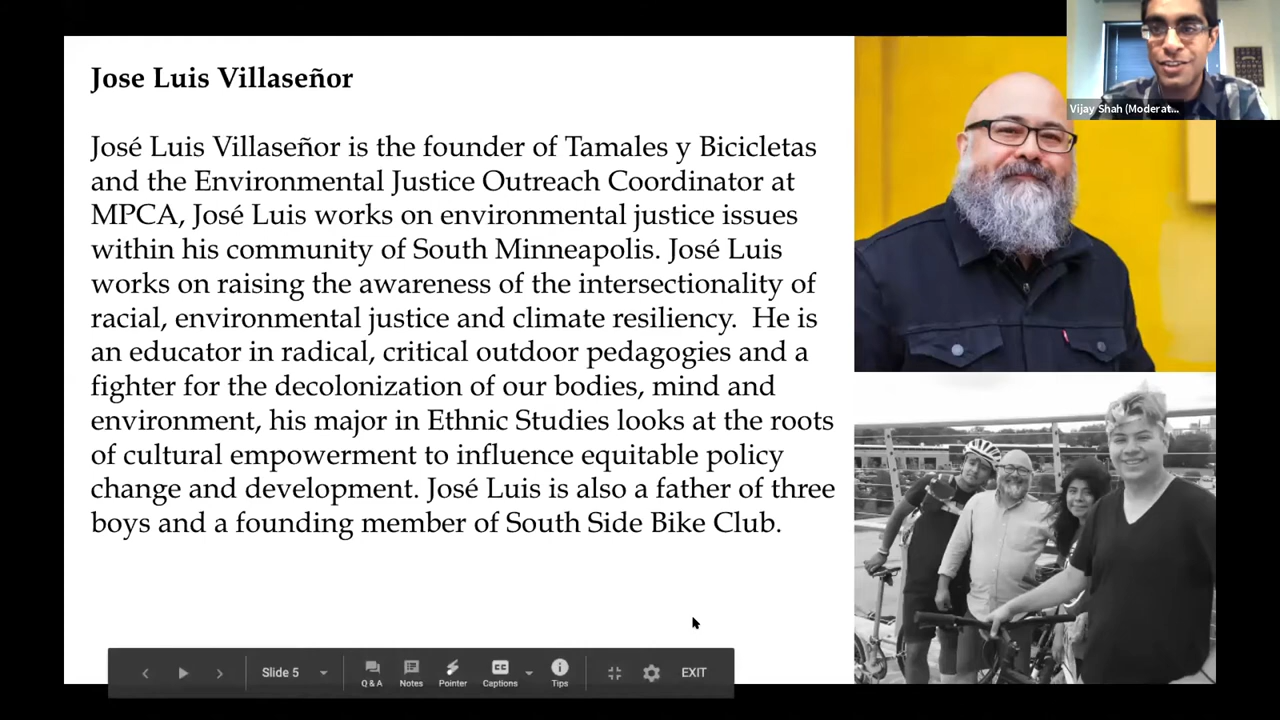 Jose Luis Villaseñor
José Luis Villaseñor is the founder of Tamales y Bicicletas
and the Environmental Justice Outreach Coordinator at
MPCA, José Luis works on environmental justice issues
within his community of South Minneapolis. José Luis
works on raising the awareness of the intersectionality of
racial, environmental justice and climate resiliency.  He is
an educator in radical, critical outdoor pedagogies and a
fighter for the decolonization of our bodies, mind and
environment, his major in Ethnic Studies looks at the roots
of cultural empowerment to influence equitable policy
change and development. José Luis is also a father of three
boys and a founding member of South Side Bike Club.
Vijay Shah (Moderat...
Slide 5
Q & A
Notes
Pointer
CC
Captions
Tips
EXIT